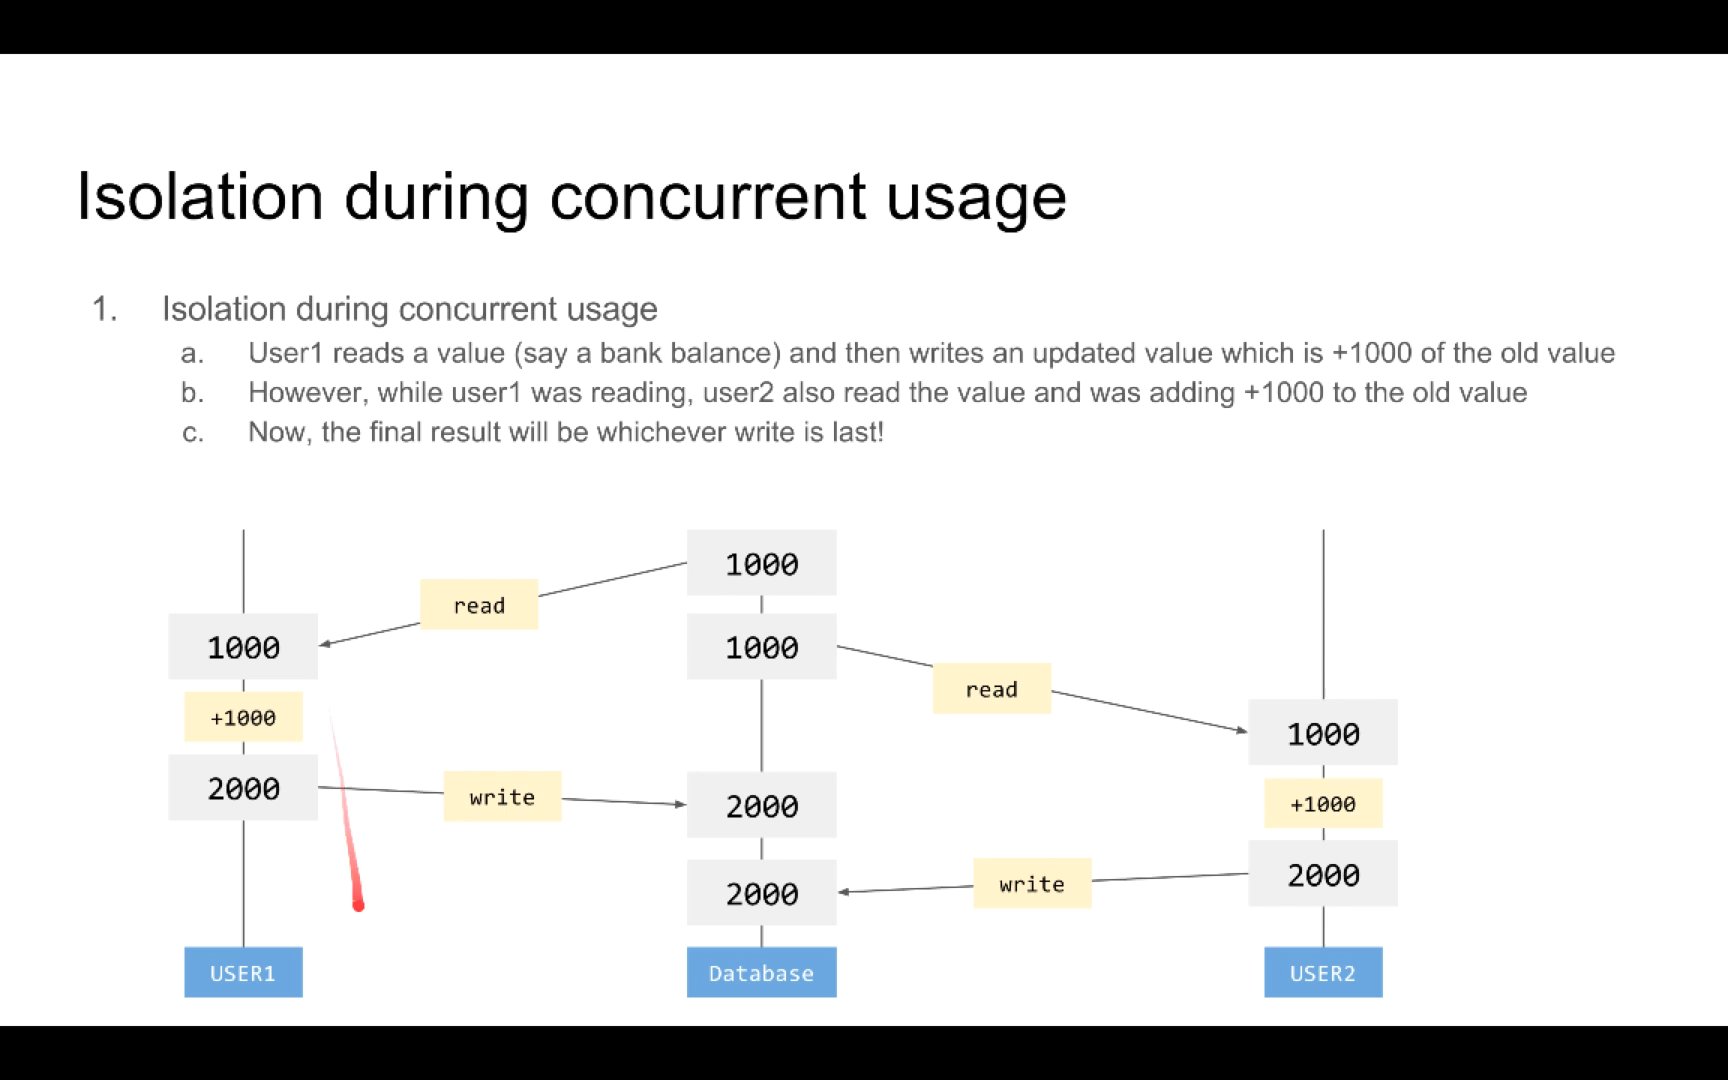 Isolation during concurrent usage
1. Isolation during concurrent usage
a. User1 reads a value (say a bank balance) and then writes an updated value which is +1000 of the old value
b. However, while user1 was reading, user2 also read the value and was adding +1000 to the old value
c. Now, the final result will be whichever write is last!
1000
read
1000
1000
read
+1000
1000
2000
write
2000
+1000
2000
write
2000
USER1
Database
USER2